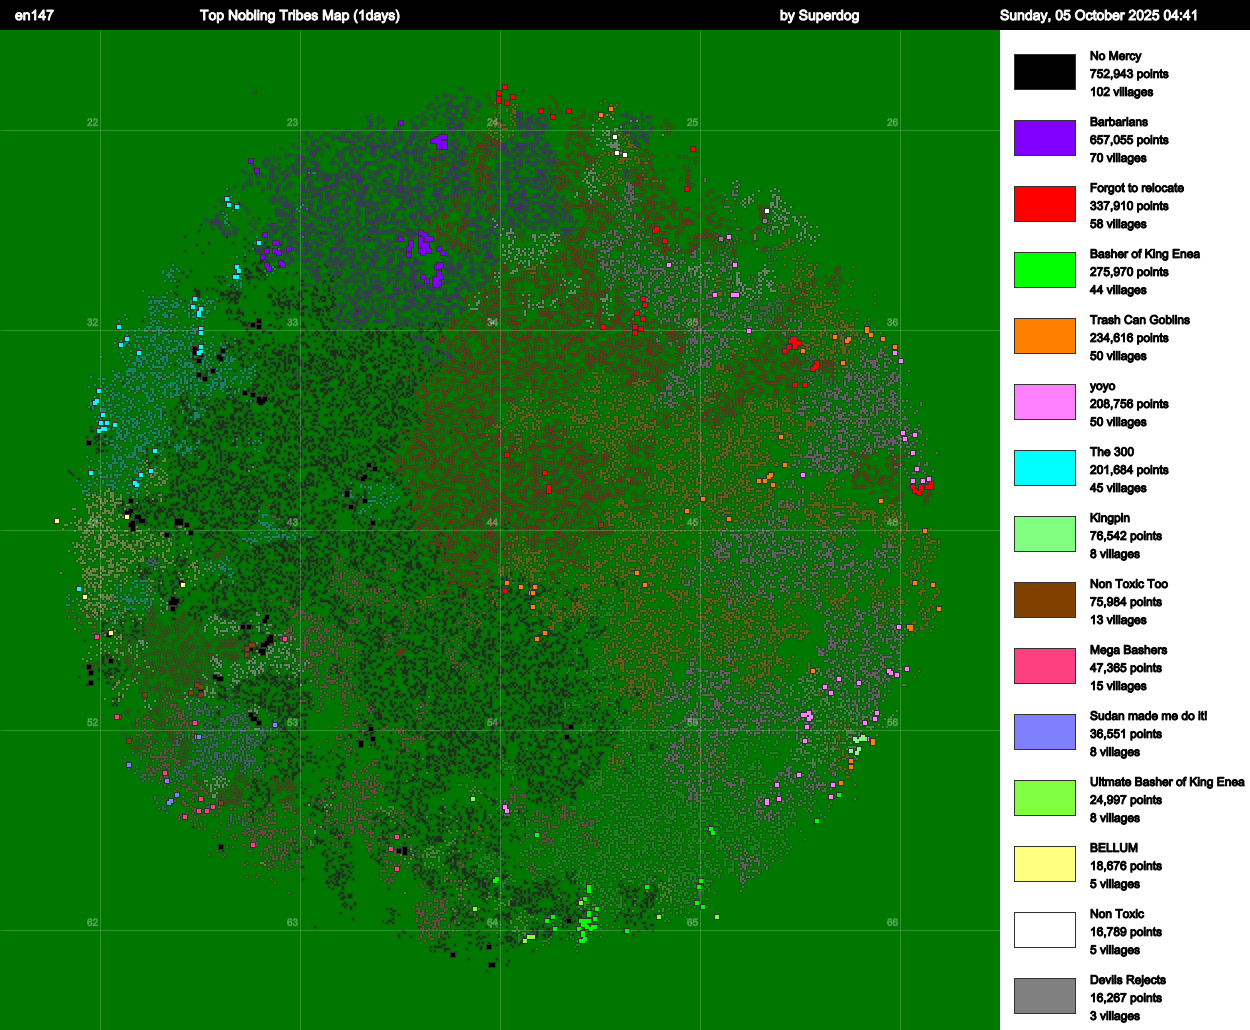 en147 Top Nobling Tribes Map (1days) by Superdog Sunday, 05 October 2025 04:41
No Mercy
752,943 points
102 villages
Barbarians
657,055 points
70 villages
Forgot to relocate
337,910 points
58 villages
Basher of King Enea
275,970 points
44 villages
Trash Can Goblins
234,616 points
50 villages
yoyo
208,756 points
50 villages
The 300
201,684 points
45 villages
Kingpin
76,542 points
8 villages
Non Toxic Too
75,984 points
13 villages
Mega Bashers
47,365 points
15 villages
Sudan made me do it!
36,551 points
8 villages
Ultmate Basher of King Enea
24,997 points
8 villages
BELLUM
18,676 points
5 villages
Non Toxic
16,789 points
5 villages
Devils Rejects
16,267 points
3 villages
22 23 24 25 26
32 33 34 35 36
43 44 45 46
52 53 54 55 56
62 63 64 65 66